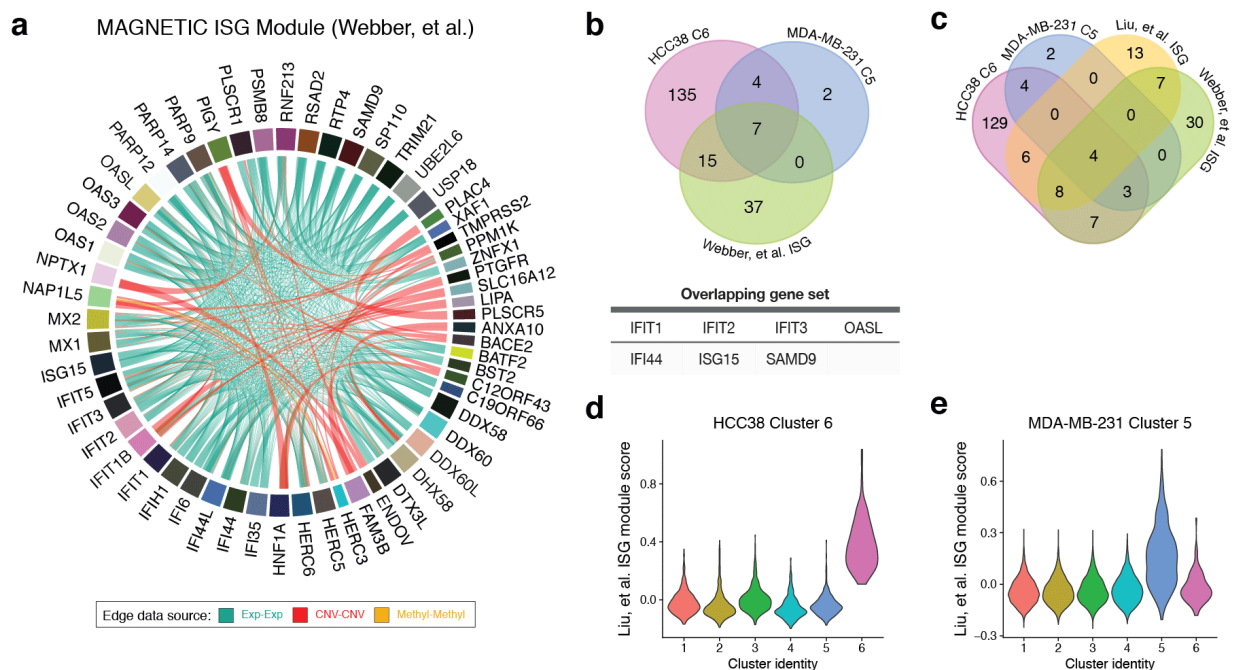 a
MAGNETIC ISG Module (Webber, et al.)
PLSCR1
PSMB8
RNF213
RSAD2
RTP4
SAMD9
SP110
TRIM21
UBE2L6
USP18
PLAC4
XAF1
TMPRSS2
PPM1K
ZNFX1
PTGFR
SLC16A12
LIPA
PLSCR5
ANXA10
BACE2
BATF2
BST2
C12ORF43
C19ORF66
DDX58
DDX60
DDX60L
DHX58
DTX3L
ENDOV
FAM3B
HERC3
HERC5
HERC6
HNF1A
IFI35
IFI44
IFI44L
IFI6
IFIH1
IFIT1
IFIT1B
IFIT2
IFIT3
IFIT5
ISG15
MX1
MX2
NAP1L5
NPTX1
OAS1
OAS2
OAS3
OASL
PARP12
PARP14
PARP9
PIGY
Edge data source: Exp-Exp CNV-CNV Methyl-Methyl
b
HCC38 C6
MDA-MB-231 C5
135
4
2
7
15
0
37
Webber, et al. ISG
Overlapping gene set
IFIT1 IFIT2 IFIT3 OASL
IFI44 ISG15 SAMD9
c
HCC38 C6
MDA-MB-231 C5
Liu, et al. ISG
Webber, et al. ISG
2
13
4
0
7
129
0
0
30
6
4
0
8
3
7
d
HCC38 Cluster 6
Liu, et al. ISG module score
0.8
0.4
0.0
1 2 3 4 5 6
Cluster identity
e
MDA-MB-231 Cluster 5
Liu, et al. ISG module score
0.6
0.3
0.0
−0.3
1 2 3 4 5 6
Cluster identity